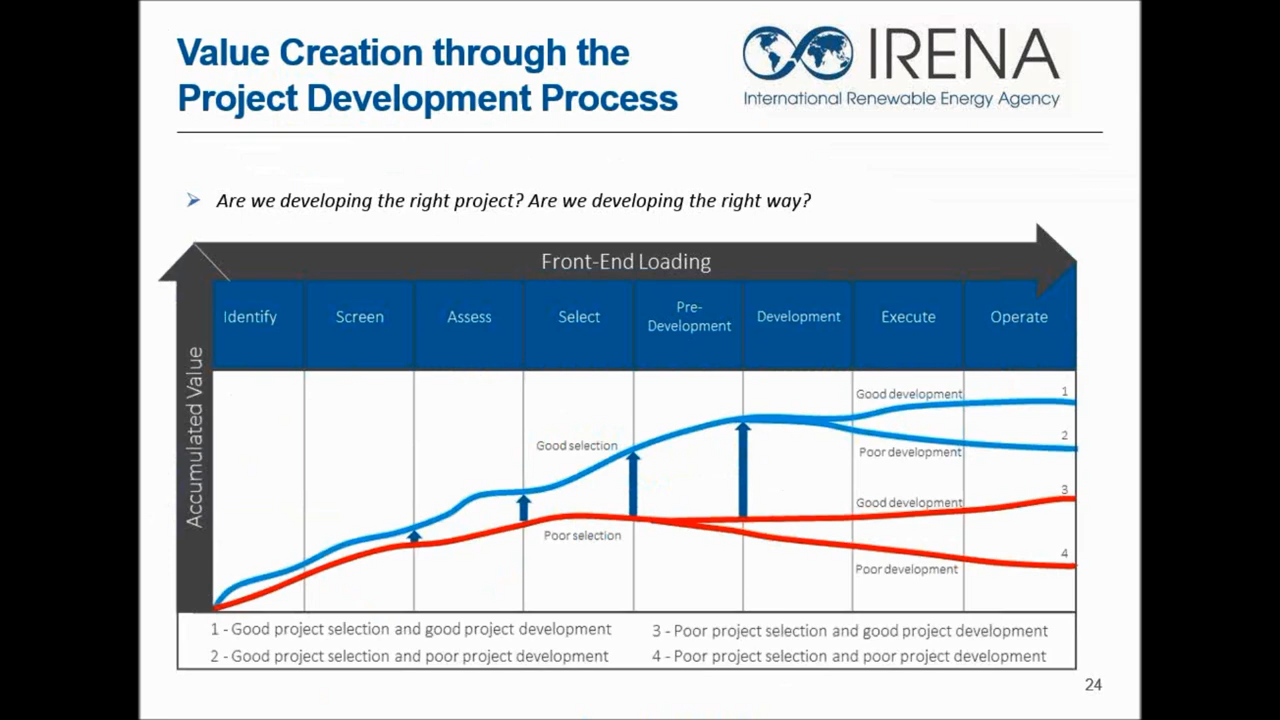 Value Creation through the
Project Development Process
IRENA
International Renewable Energy Agency
Are we developing the right project? Are we developing the right way?
Front-End Loading
Identify
Screen
Assess
Select
Pre-
Development
Development
Execute
Operate
Accumulated Value
Good development
1
Good selection
2
Poor development
3
Good development
Poor selection
4
Poor development
1 - Good project selection and good project development
2 - Good project selection and poor project development
3 - Poor project selection and good project development
4 - Poor project selection and poor project development
24